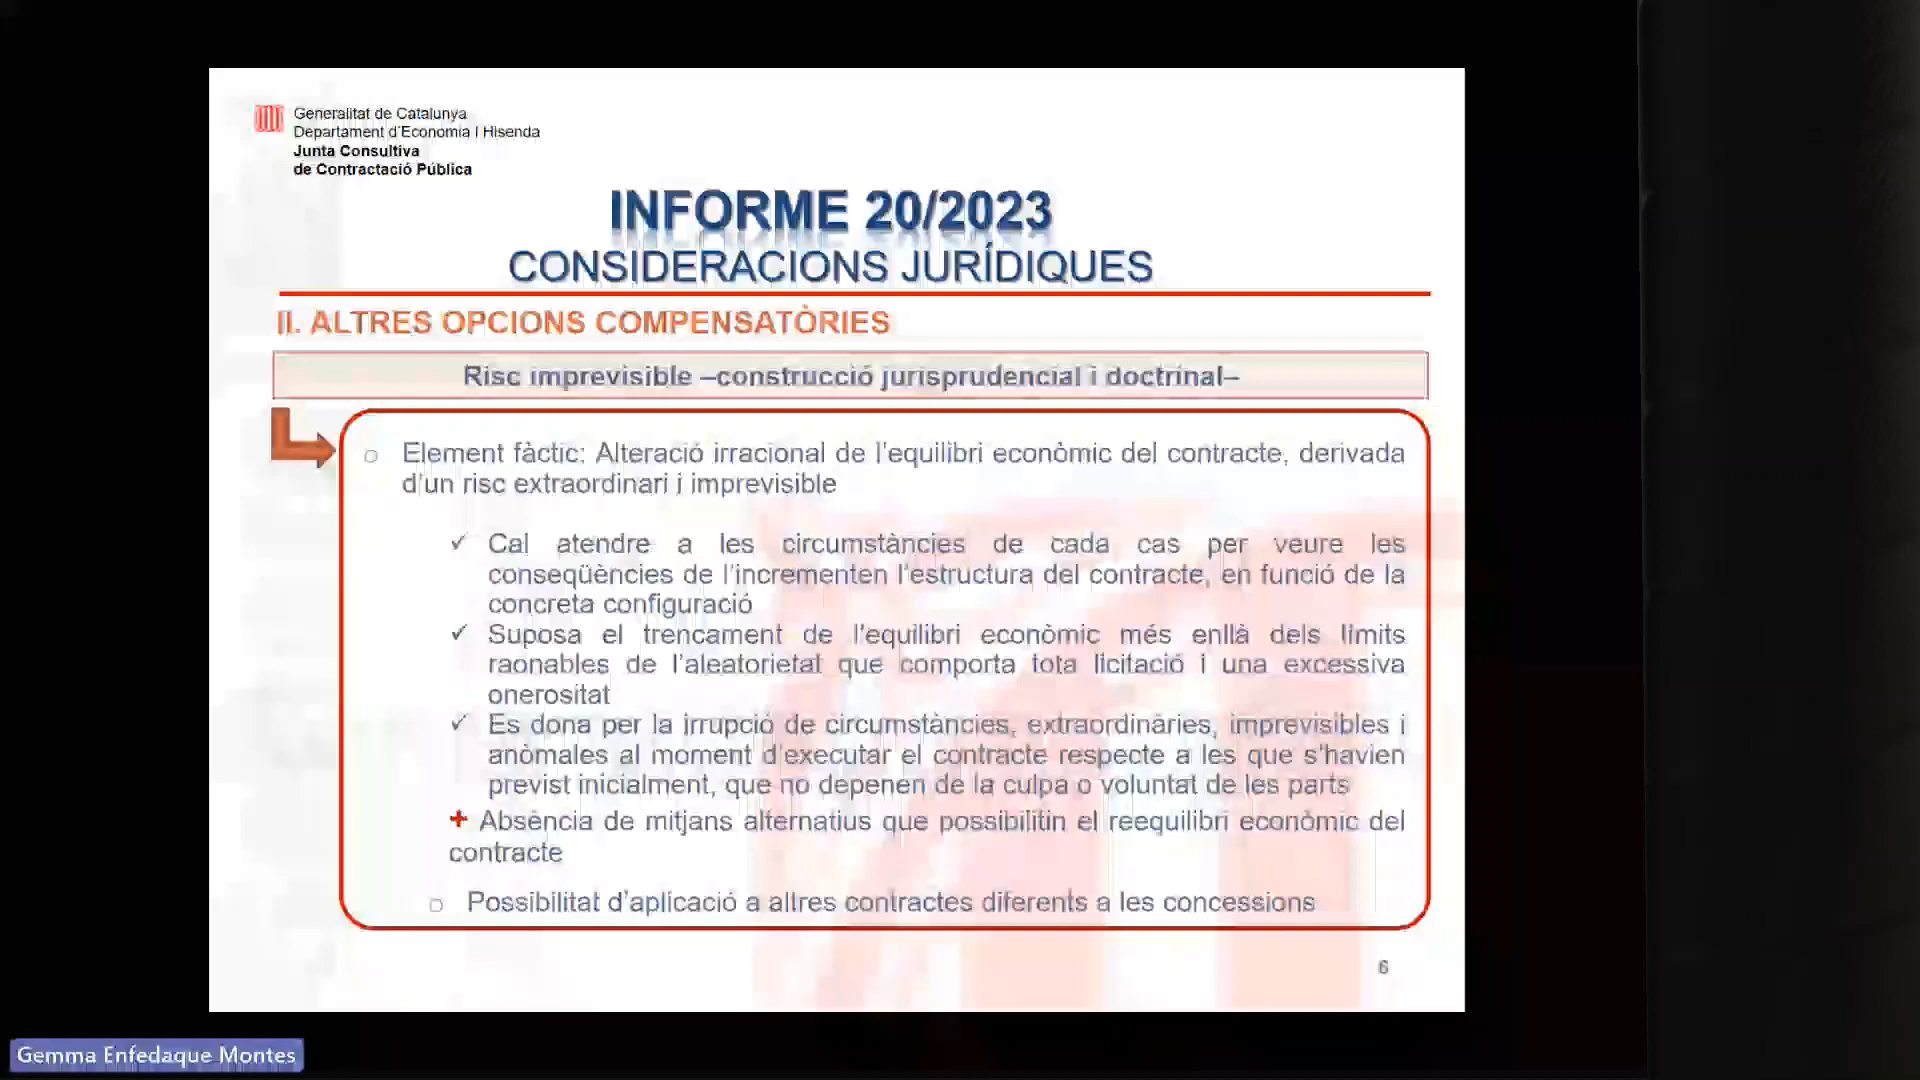 Generalitat de Catalunya
Departament d'Economia i Hisenda
Junta Consultiva
de Contractació Pública
INFORME 20/2023
CONSIDERACIONS JURÍDIQUES
II. ALTRES OPCIONS COMPENSATÒRIES
Risc imprevisible –construcció jurisprudencial i doctrinal–
o Element fàctic: Alteració irracional de l'equilibri econòmic del contracte, derivada
d'un risc extraordinari i imprevisible
✓ Cal atendre a les circumstàncies de cada cas per veure les
conseqüències de l'incrementen l'estructura del contracte, en funció de la
concreta configuració
✓ Suposa el trencament de l'equilibri econòmic més enllà dels límits
raonables de l'aleatorietat que comporta tota licitació i una excessiva
onerositat
✓ Es dona per la irrupció de circumstàncies, extraordinàries, imprevisibles i
anòmales al moment d'executar el contracte respecte a les que s'havien
previst inicialment, que no depenen de la culpa o voluntat de les parts
+ Absència de mitjans alternatius que possibilitin el reequilibri econòmic del
contracte
o Possibilitat d'aplicació a altres contractes diferents a les concessions
6
Gemma Enfedaque Montes